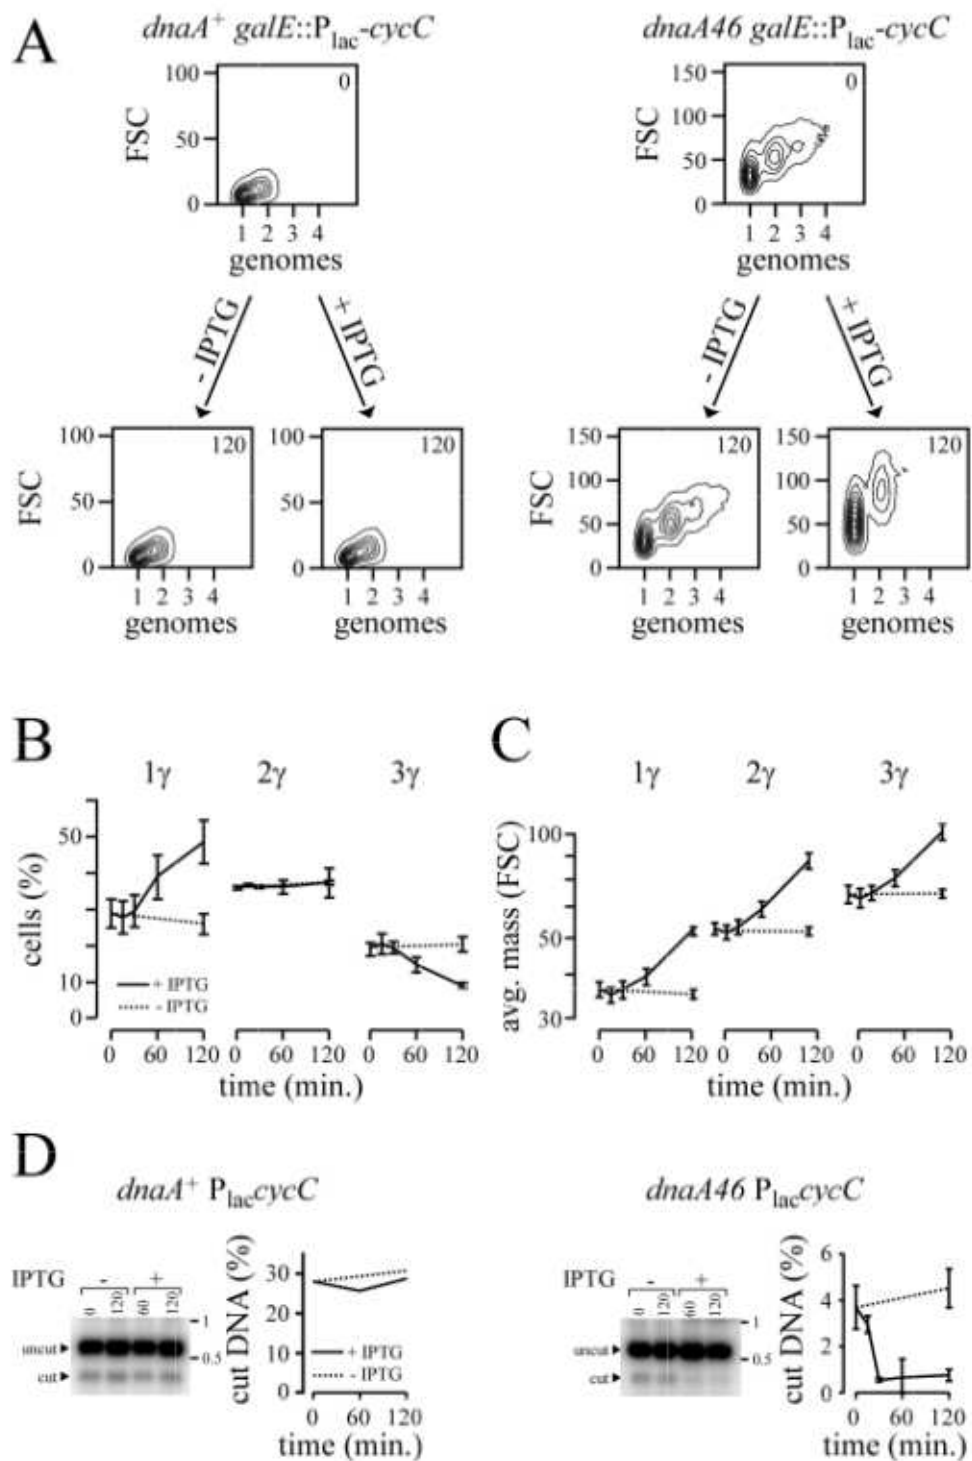 A
dnaA⁺ galE::Plac-cycC
dnaA46 galE::Plac-cycC
100
50
0
FSC
0
1 2 3 4
genomes
150
100
50
0
FSC
0
1 2 3 4
genomes
- IPTG
+ IPTG
- IPTG
+ IPTG
100
50
0
FSC
120
1 2 3 4
genomes
100
50
0
120
1 2 3 4
genomes
150
100
50
0
FSC
120
1 2 3 4
genomes
150
100
50
0
120
1 2 3 4
genomes
B
1γ 2γ 3γ
cells (%)
50
10
0
+ IPTG
- IPTG
0 60 120 0 60 120 0 60 120
time (min.)
C
1γ 2γ 3γ
avg. mass (FSC)
100
50
30
0 60 120 0 60 120 0 60 120
time (min.)
D
dnaA⁺ PlaccycC
IPTG - +
0 120 60 120
1
uncut
0.5
cut
cut DNA (%)
30
20
10
0
+ IPTG
- IPTG
0 60 120
time (min.)
dnaA46 PlaccycC
IPTG - +
0 120 60 120
1
uncut
0.5
cut
cut DNA (%)
6
4
2
0
0 60 120
time (min.)